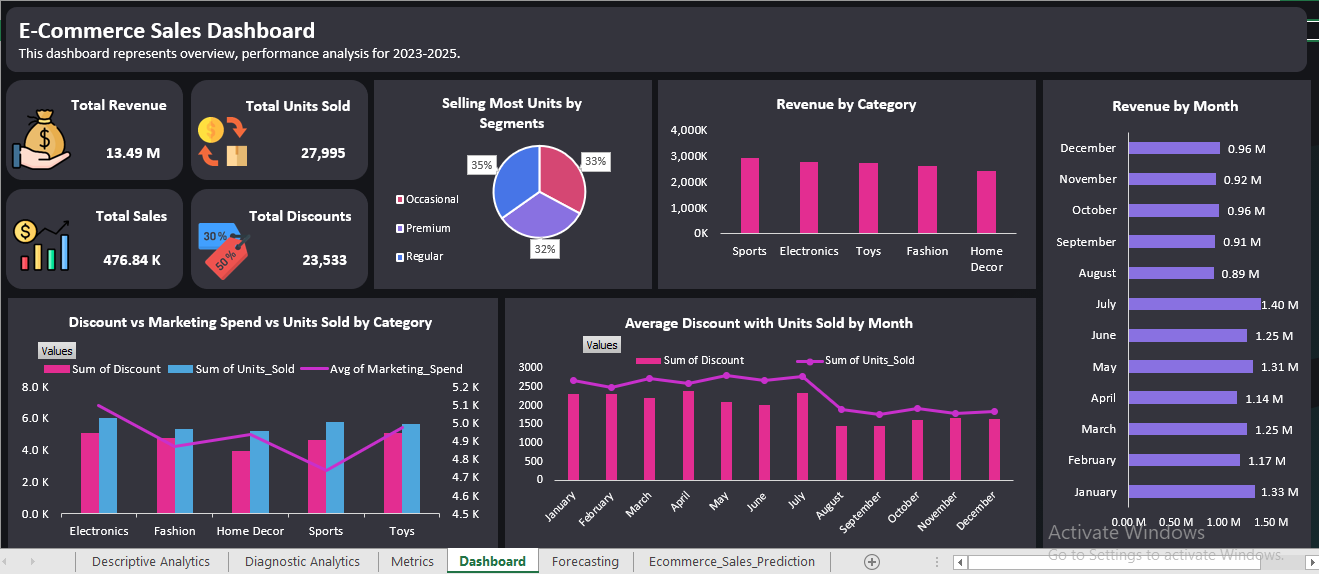 E-Commerce Sales Dashboard
This dashboard represents overview, performance analysis for 2023-2025.
Total Revenue
13.49 M
Total Units Sold
27,995
Total Sales
476.84 K
Total Discounts
30 %
50 %
23,533
Selling Most Units by
Segments
35%
33%
32%
Occasional
Premium
Regular
Revenue by Category
4,000K
3,000K
2,000K
1,000K
0K
Sports
Electronics
Toys
Fashion
Home
Decor
Revenue by Month
December 0.96 M
November 0.92 M
October 0.96 M
September 0.91 M
August 0.89 M
July 1.40 M
June 1.25 M
May 1.31 M
April 1.14 M
March 1.25 M
February 1.17 M
January 1.33 M
0.00 M 0.50 M 1.00 M 1.50 M
Discount vs Marketing Spend vs Units Sold by Category
Values
Sum of Discount Sum of Units_Sold Avg of Marketing_Spend
8.0 K
6.0 K
4.0 K
2.0 K
0.0 K
5.2 K
5.1 K
5.0 K
4.9 K
4.8 K
4.7 K
4.6 K
4.5 K
Electronics Fashion Home Decor Sports Toys
Average Discount with Units Sold by Month
Values
Sum of Discount Sum of Units_Sold
3000
2500
2000
1500
1000
500
0
January
February
March
April
May
June
July
August
September
October
November
December
Activate Windows
Go to Settings to activate Windows.
Descriptive Analytics Diagnostic Analytics Metrics Dashboard Forecasting Ecommerce_Sales_Prediction